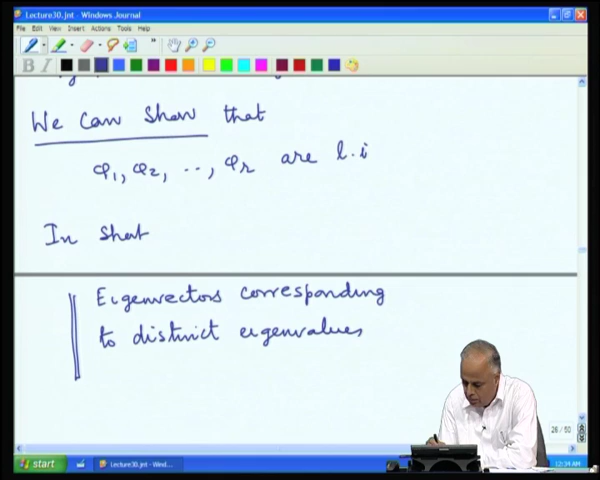 Lecture30.jnt - Windows Journal
File Edit View Insert Actions Tools Help
We can show that
φ1, φ2, .., φr are l.i
In short
Eigenvectors corresponding
to distinct eigenvalues
26 / 50
start
Lecture30.jnt - Wind...
12:34 AM